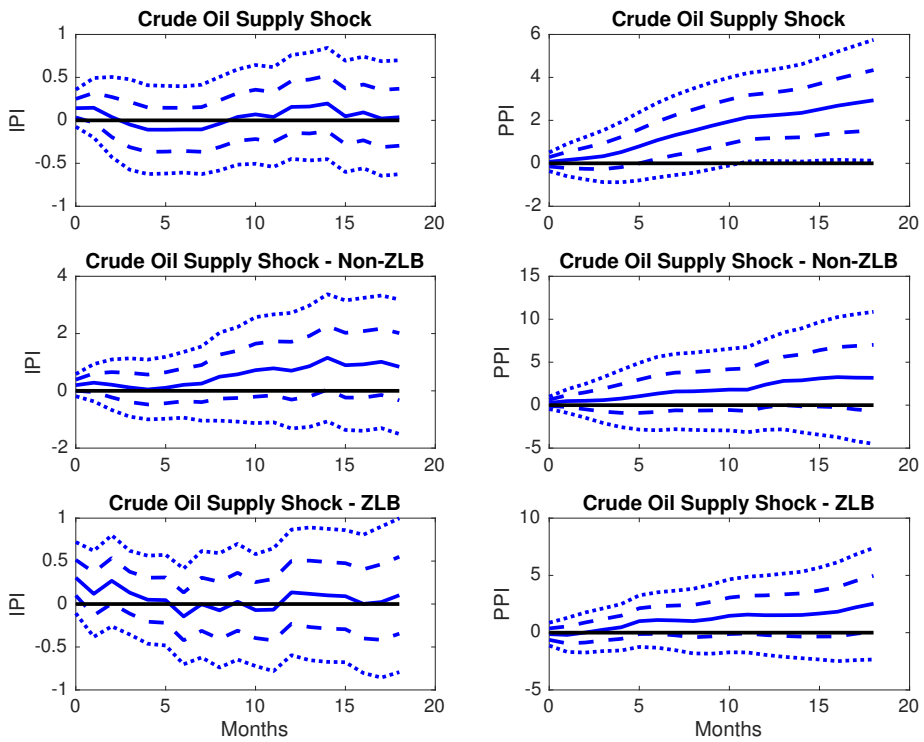 Crude Oil Supply Shock
1
0.5
0
-0.5
-1
IPI
0 5 10 15 20
Crude Oil Supply Shock
6
4
2
0
-2
PPI
0 5 10 15 20
Crude Oil Supply Shock - Non-ZLB
4
2
0
-2
IPI
0 5 10 15 20
Crude Oil Supply Shock - Non-ZLB
15
10
5
0
-5
PPI
0 5 10 15 20
Crude Oil Supply Shock - ZLB
1
0.5
0
-0.5
-1
IPI
0 5 10 15 20
Months
Crude Oil Supply Shock - ZLB
10
5
0
-5
PPI
0 5 10 15 20
Months